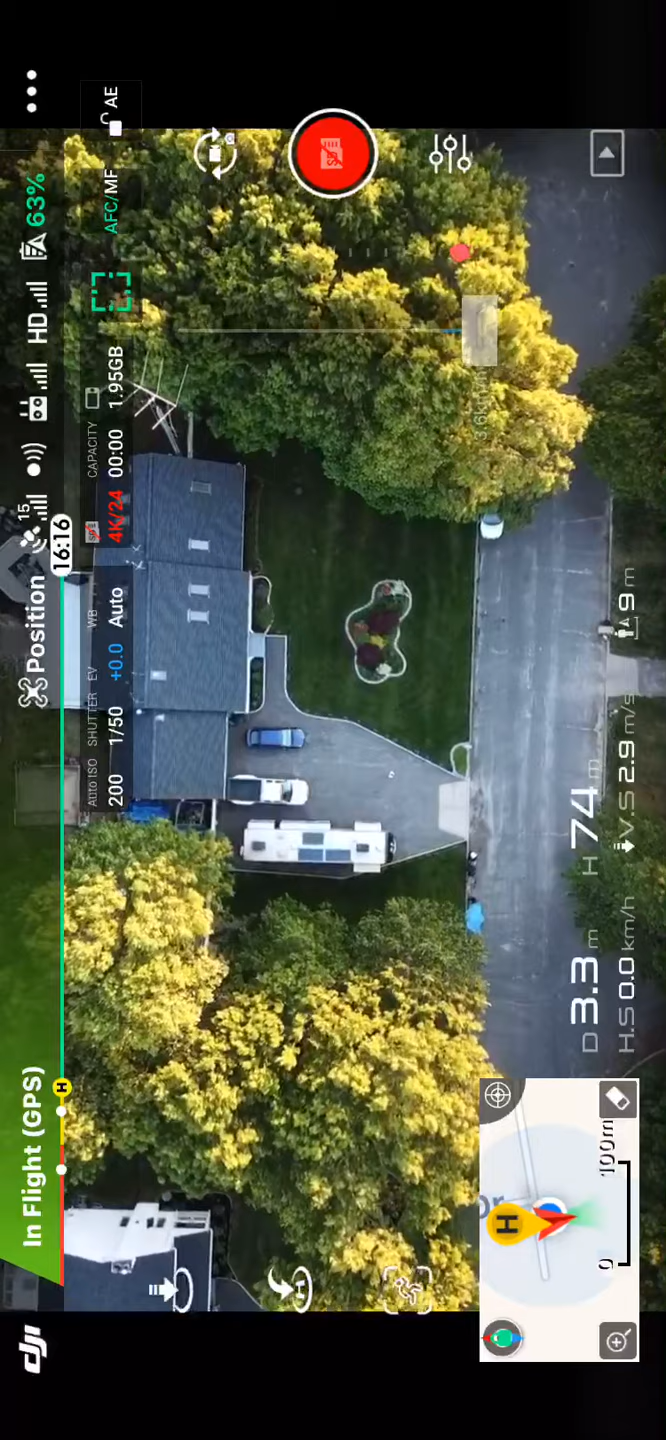 dji
In Flight (GPS)
Position
15
HD
63%
H
16:16
Auto ISO
200
SHUTTER
1/50
EV
+0.0
WB
Auto
4K/24
CAPACITY
00:00
1.95GB
AFC/MF
AE
D 3.3 m
H 74 m
H.S 0.0 km/h
V.S 2.9 m/s
9 m
H
0
100m